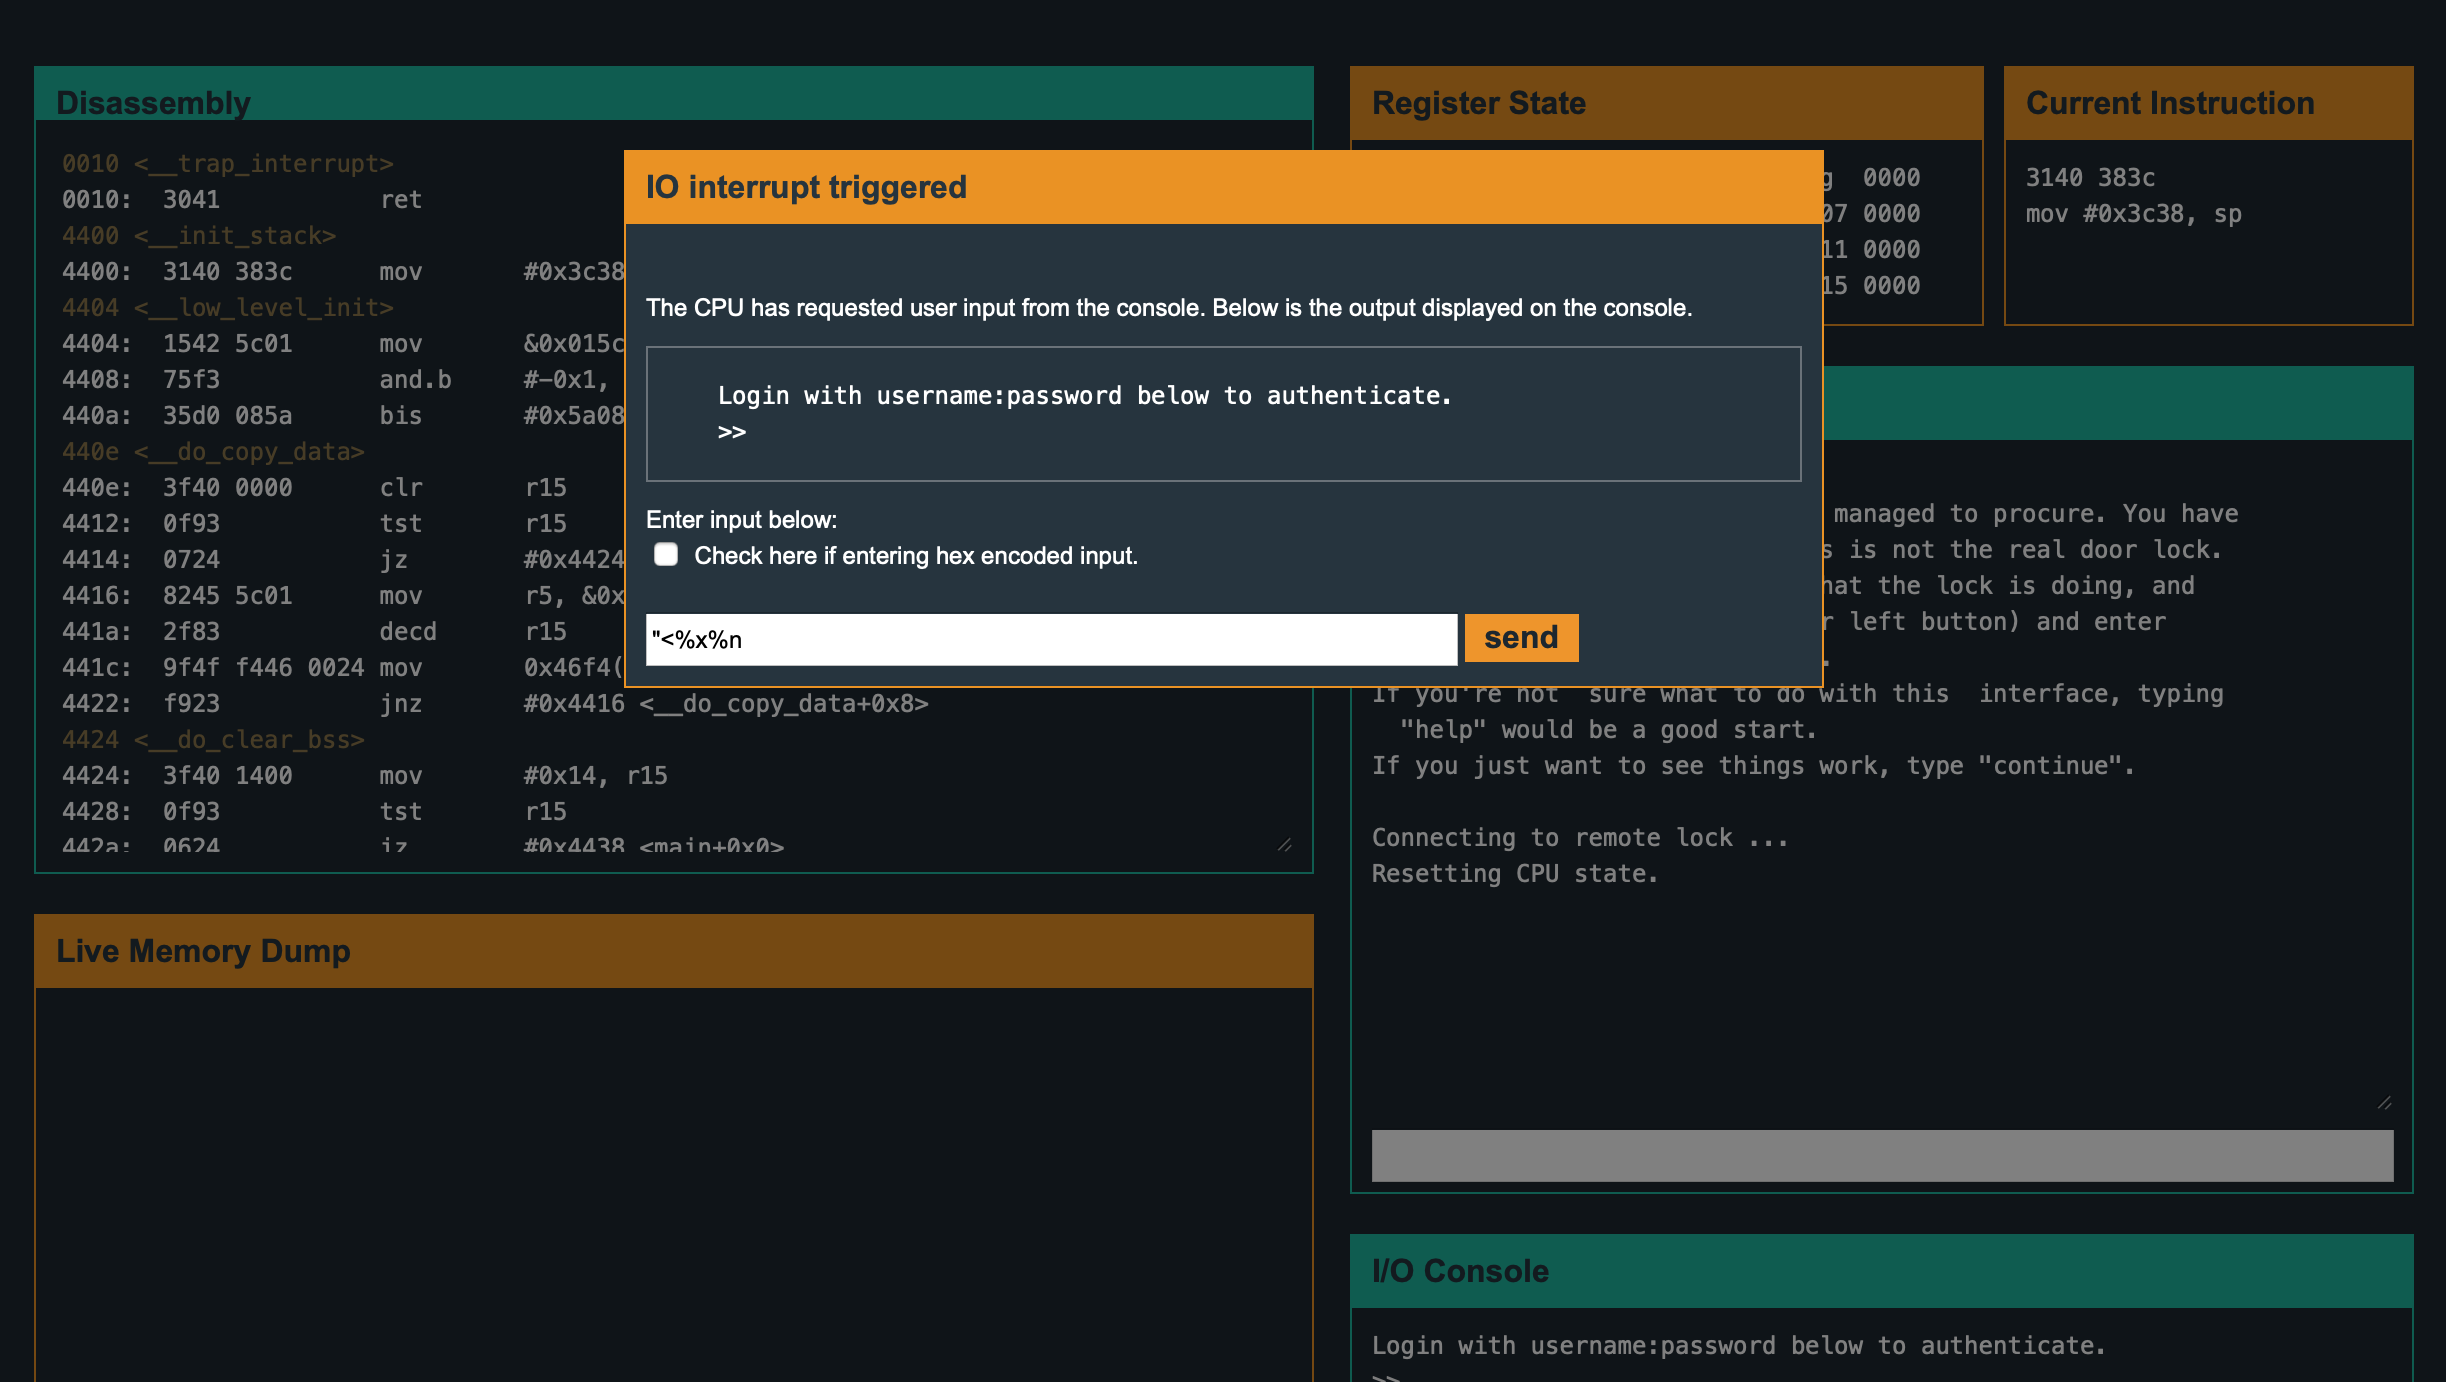 Disassembly
0010 <__trap_interrupt>
0010: 3041 ret
4400 <__init_stack>
4400: 3140 383c mov #0x3c38
4404 <__low_level_init>
4404: 1542 5c01 mov &0x015c
4408: 75f3 and.b #-0x1,
440a: 35d0 085a bis #0x5a08
440e <__do_copy_data>
440e: 3f40 0000 clr r15
4412: 0f93 tst r15
4414: 0724 jz #0x4424
4416: 8245 5c01 mov r5, &0x
441a: 2f83 decd r15
441c: 9f4f f446 0024 mov 0x46f4(
4422: f923 jnz #0x4416 <__do_copy_data+0x8>
4424 <__do_clear_bss>
4424: 3f40 1400 mov #0x14, r15
4428: 0f93 tst r15
442a: 0624 jz #0x4438 <main+0x0>
Live Memory Dump
IO interrupt triggered
The CPU has requested user input from the console. Below is the output displayed on the console.
Login with username:password below to authenticate.
>>
Enter input below:
Check here if entering hex encoded input.
"<%x%n
send
Register State
g 0000
07 0000
11 0000
15 0000
Current Instruction
3140 383c
mov #0x3c38, sp
managed to procure. You have
s is not the real door lock.
hat the lock is doing, and
r left button) and enter
.
If you're not sure what to do with this interface, typing
"help" would be a good start.
If you just want to see things work, type "continue".
Connecting to remote lock ...
Resetting CPU state.
I/O Console
Login with username:password below to authenticate.
>>